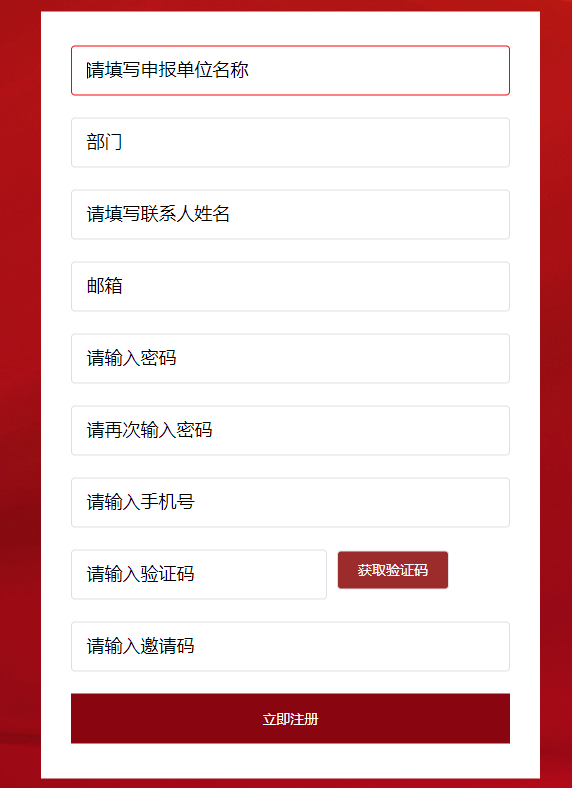 请填写申报单位名称
部门
请填写联系人姓名
邮箱
请输入密码
请再次输入密码
请输入手机号
请输入验证码 获取验证码
请输入邀请码
立即注册